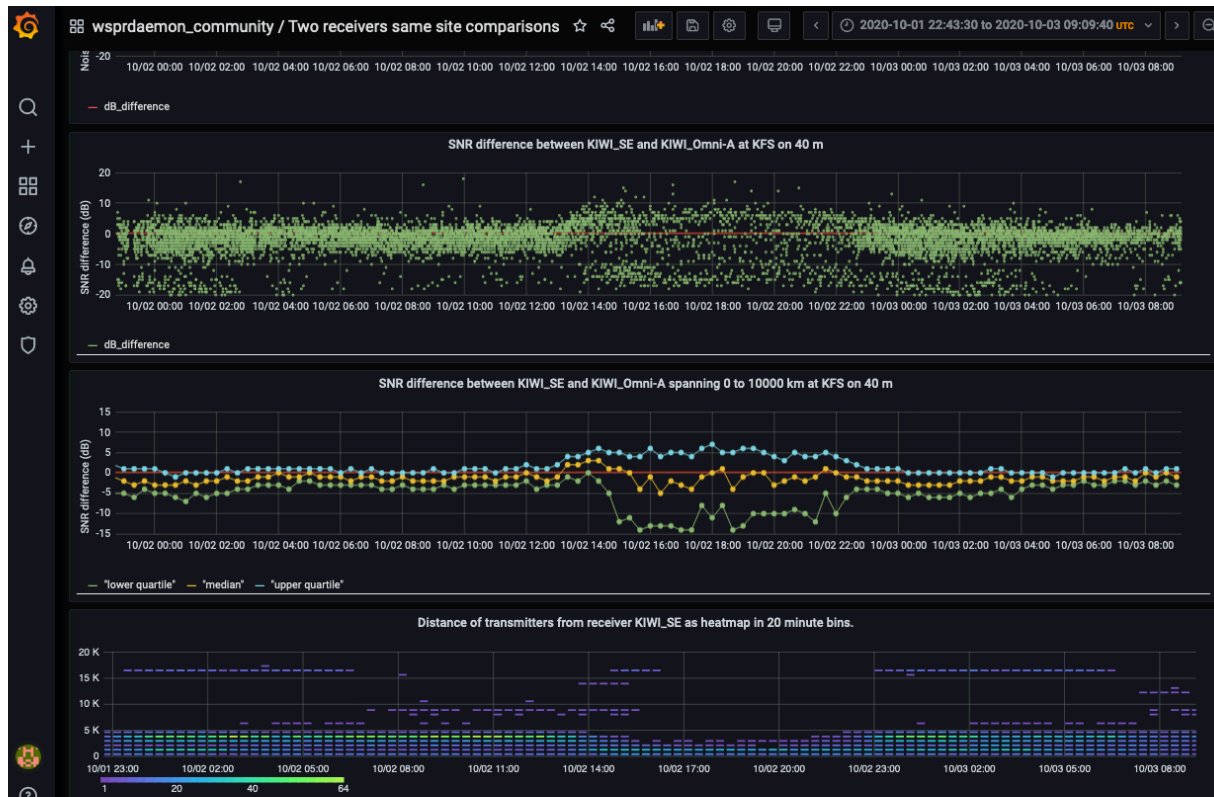 wsprdaemon_community / Two receivers same site comparisons
2020-10-01 22:43:30 to 2020-10-03 09:09:40 UTC
Nois
-20
10/02 00:00 10/02 02:00 10/02 04:00 10/02 06:00 10/02 08:00 10/02 10:00 10/02 12:00 10/02 14:00 10/02 16:00 10/02 18:00 10/02 20:00 10/02 22:00 10/03 00:00 10/03 02:00 10/03 04:00 10/03 06:00 10/03 08:00
dB_difference
SNR difference between KIWI_SE and KIWI_Omni-A at KFS on 40 m
SNR difference (dB)
20
10
0
-10
-20
10/02 00:00 10/02 02:00 10/02 04:00 10/02 06:00 10/02 08:00 10/02 10:00 10/02 12:00 10/02 14:00 10/02 16:00 10/02 18:00 10/02 20:00 10/02 22:00 10/03 00:00 10/03 02:00 10/03 04:00 10/03 06:00 10/03 08:00
dB_difference
SNR difference between KIWI_SE and KIWI_Omni-A spanning 0 to 10000 km at KFS on 40 m
SNR difference (dB)
15
10
5
0
-5
-10
-15
10/02 00:00 10/02 02:00 10/02 04:00 10/02 06:00 10/02 08:00 10/02 10:00 10/02 12:00 10/02 14:00 10/02 16:00 10/02 18:00 10/02 20:00 10/02 22:00 10/03 00:00 10/03 02:00 10/03 04:00 10/03 06:00 10/03 08:00
"lower quartile" "median" "upper quartile"
Distance of transmitters from receiver KIWI_SE as heatmap in 20 minute bins.
20 K
15 K
10 K
5 K
0
10/01 23:00 10/02 02:00 10/02 05:00 10/02 08:00 10/02 11:00 10/02 14:00 10/02 17:00 10/02 20:00 10/02 23:00 10/03 02:00 10/03 05:00 10/03 08:00
1 20 40 64